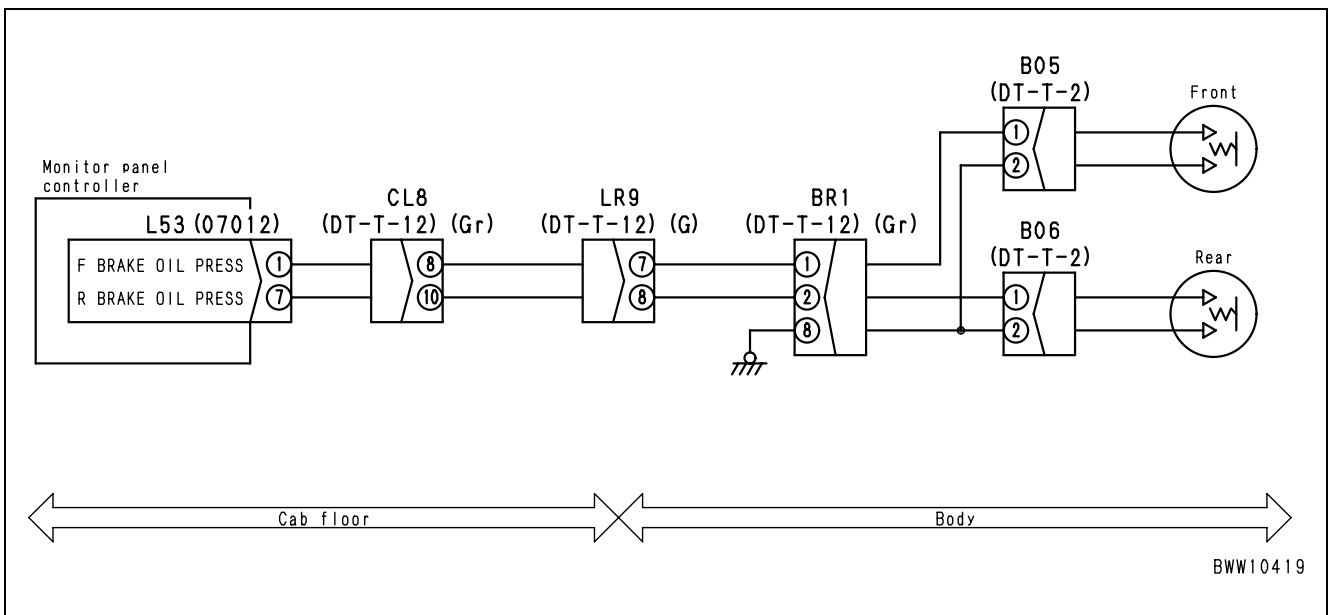 Monitor panel
controller
L53 (07012)
F BRAKE OIL PRESS 1
R BRAKE OIL PRESS 7
CL8
(DT-T-12) (Gr)
8
10
LR9
(DT-T-12) (G)
7
8
BR1
(DT-T-12) (Gr)
1
2
8
B05
(DT-T-2)
1
2
Front
B06
(DT-T-2)
1
2
Rear
Cab floor
Body
BWW10419